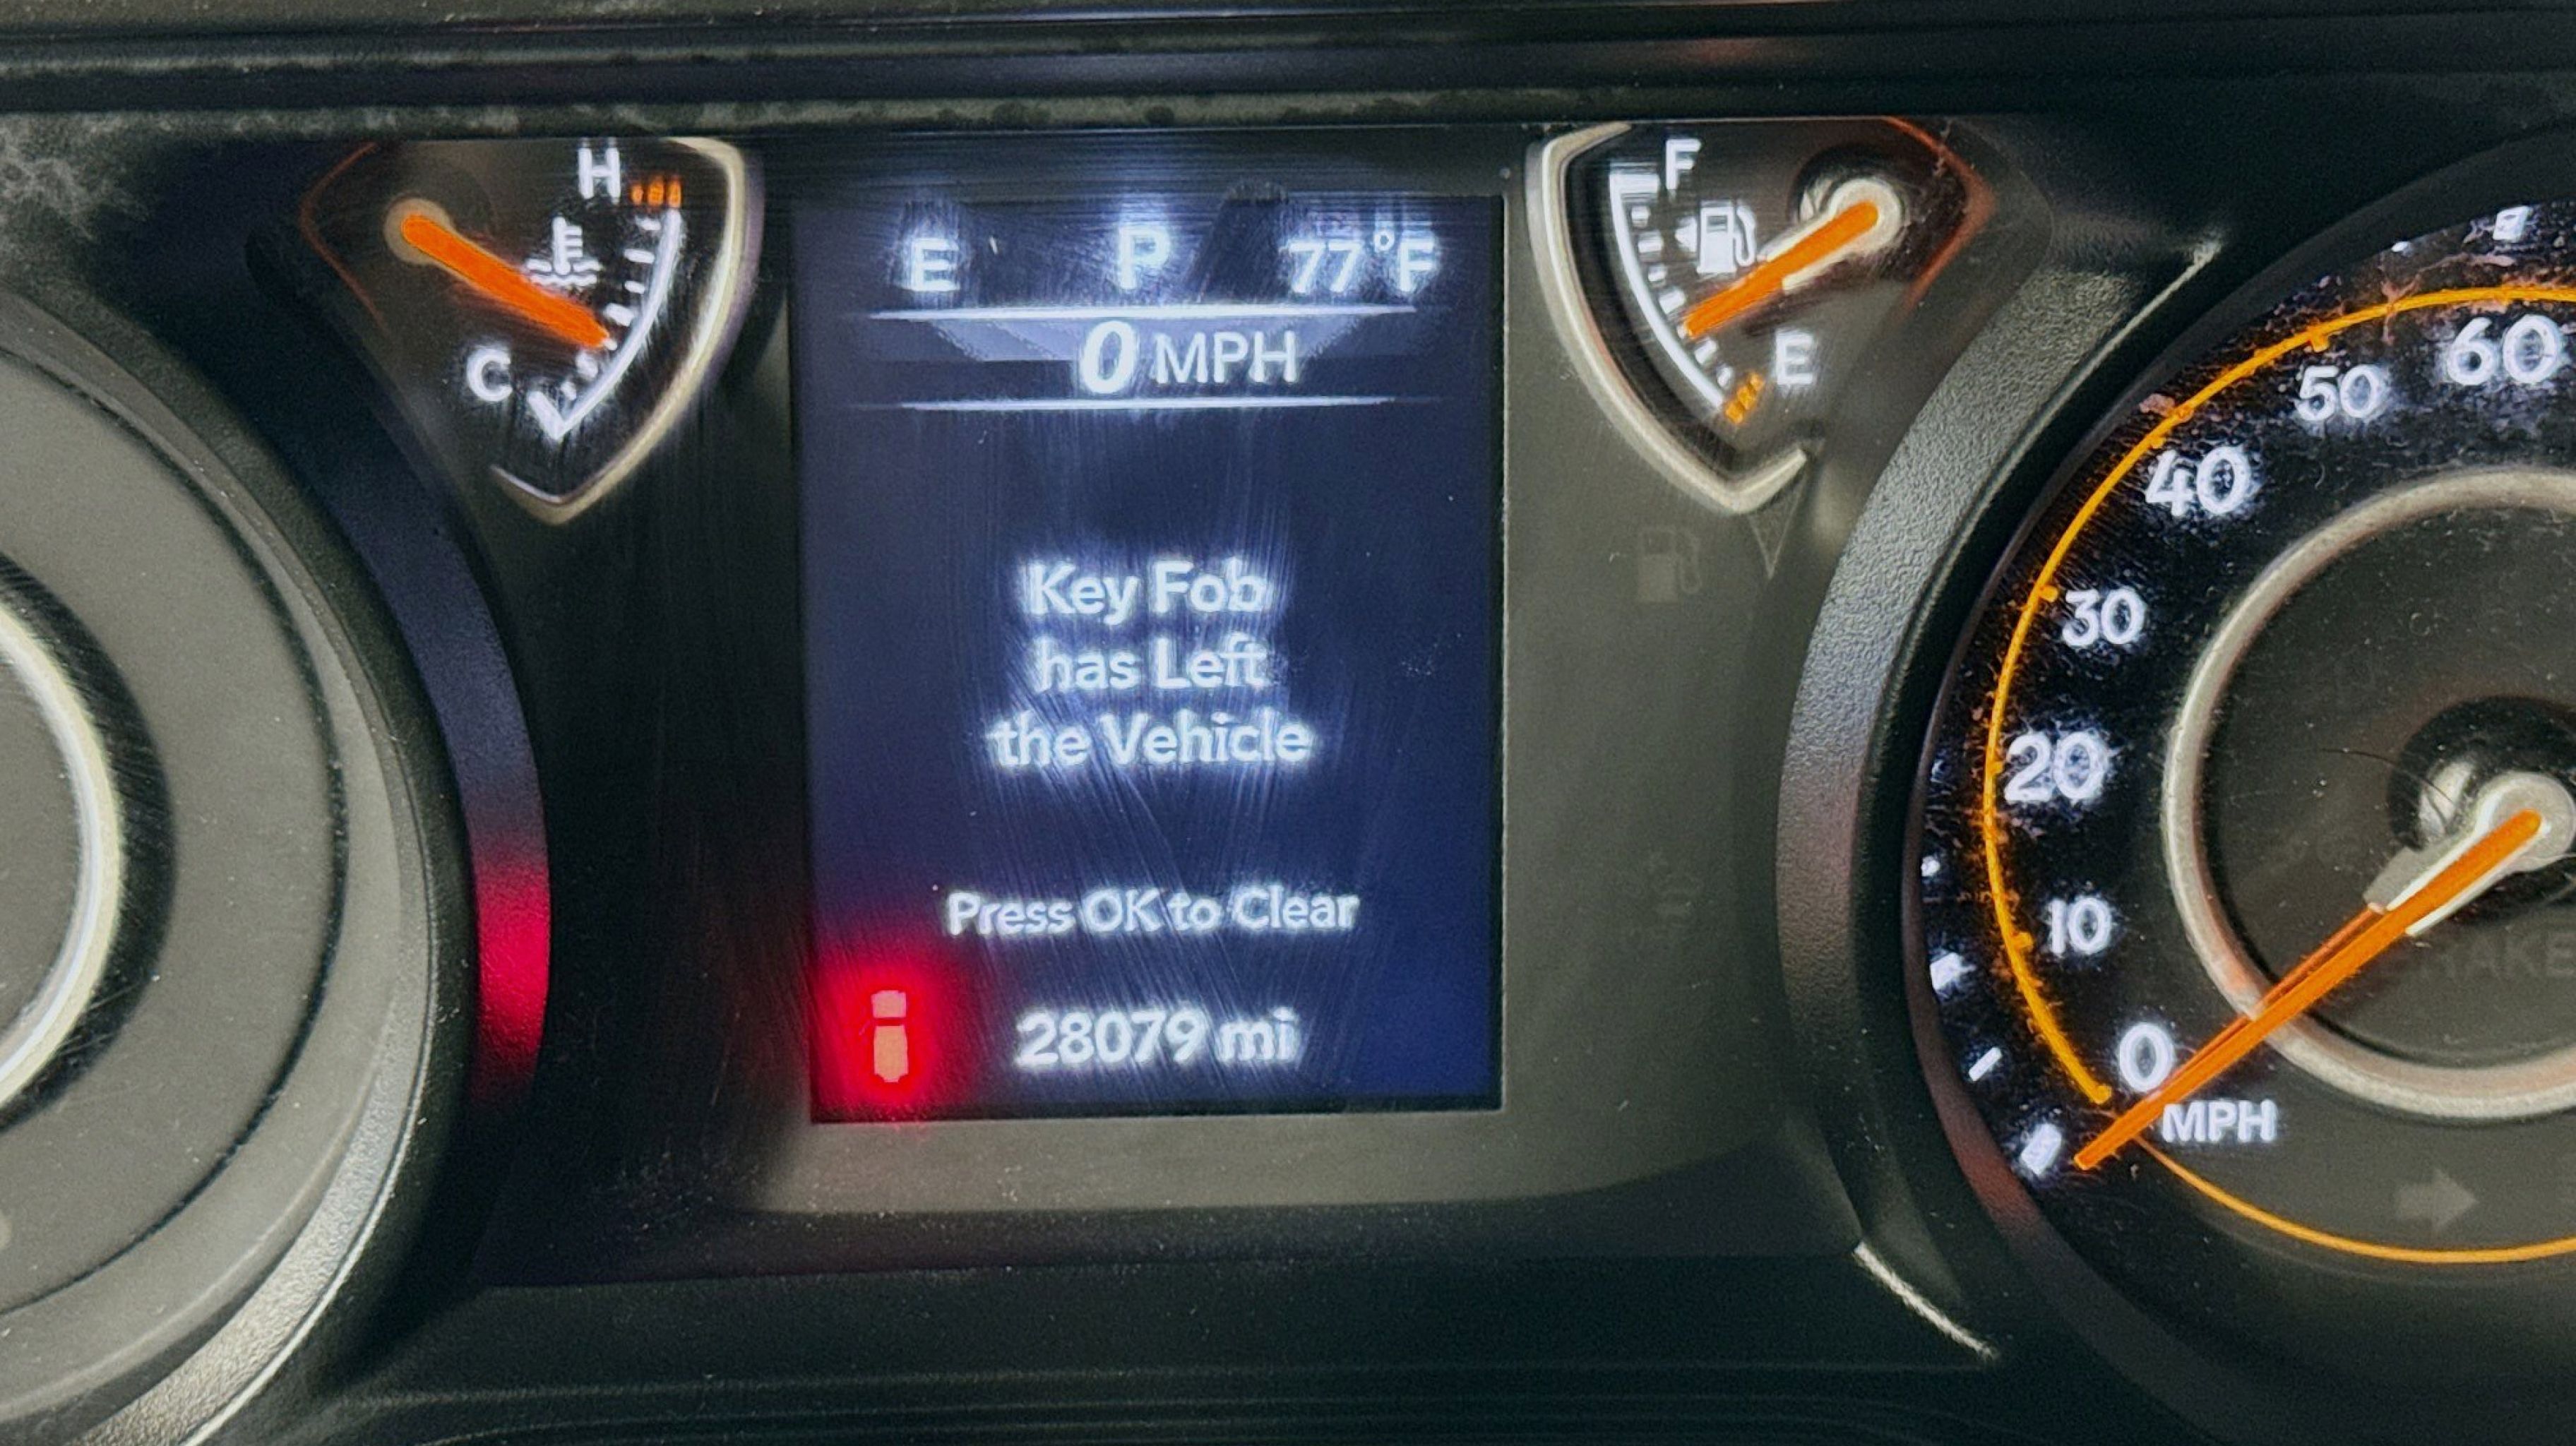 H
C
F
E
E P 77°F
0 MPH
Key Fob
has Left
the Vehicle
Press OK to Clear
28079 mi
60
50
40
30
20
10
0
MPH